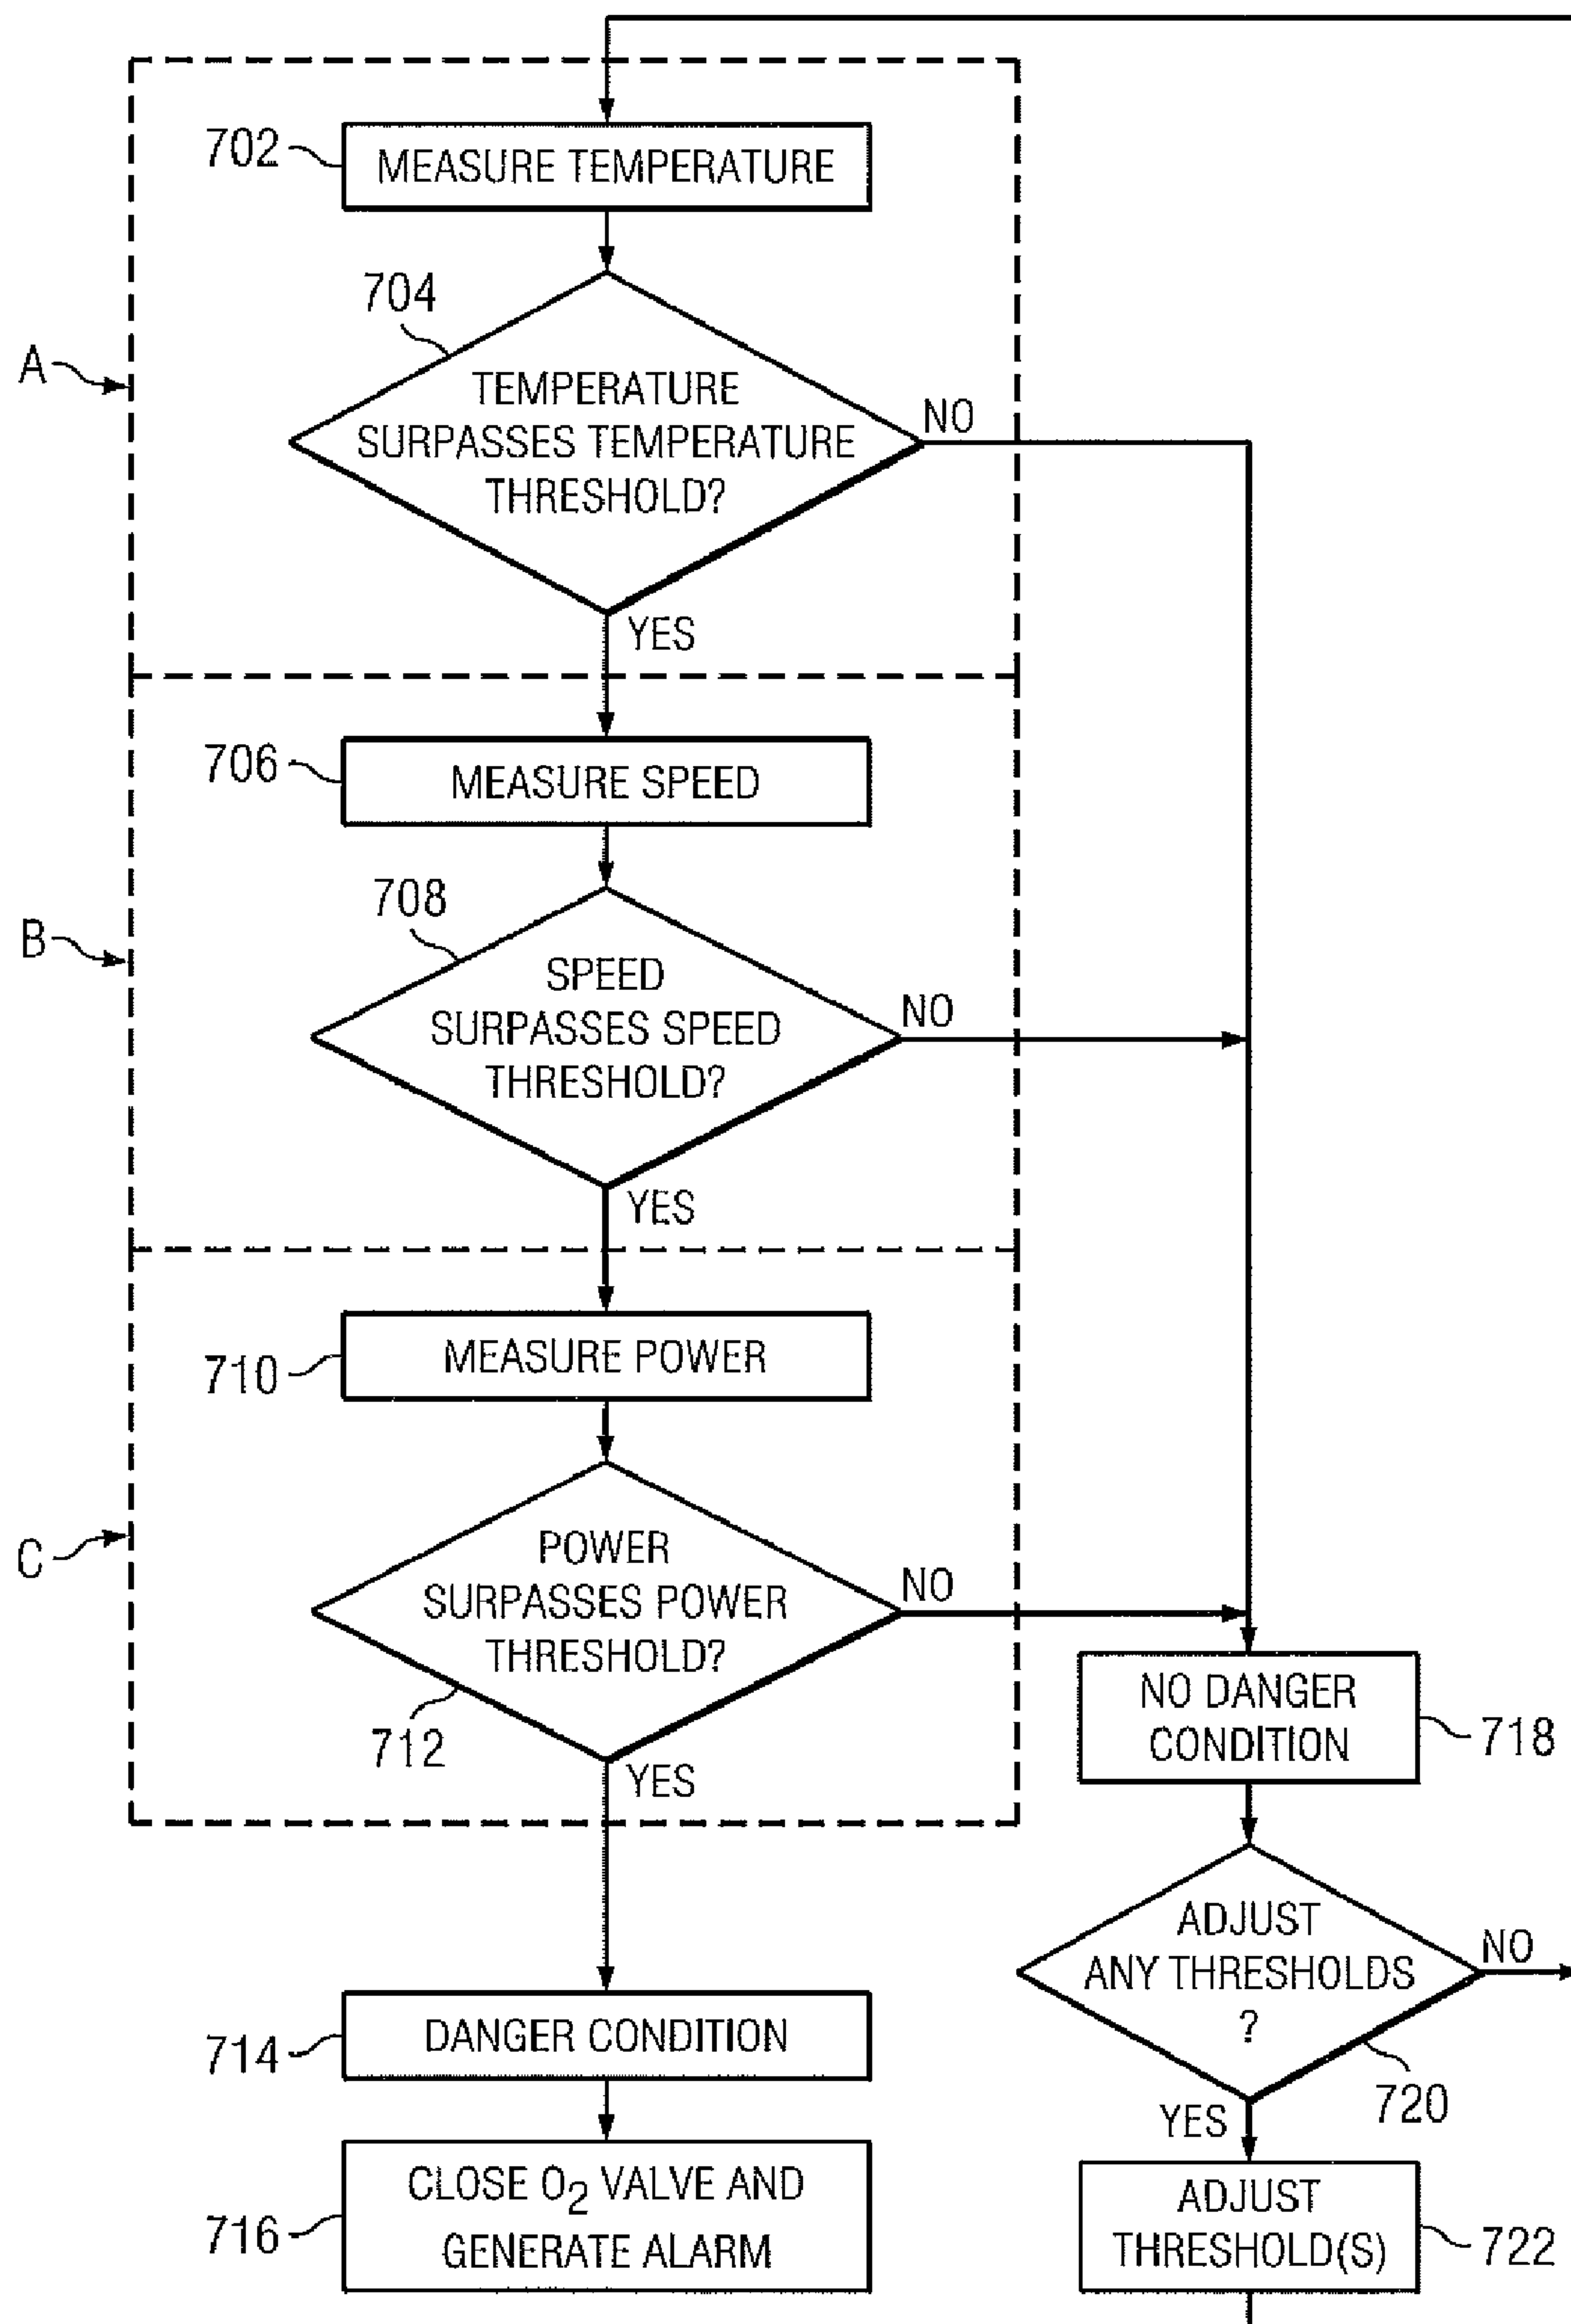 702
MEASURE TEMPERATURE
704
A
TEMPERATURE
SURPASSES TEMPERATURE
THRESHOLD?
NO
YES
706
MEASURE SPEED
708
B
SPEED
SURPASSES SPEED
THRESHOLD?
NO
YES
710
MEASURE POWER
C
POWER
SURPASSES POWER
THRESHOLD?
NO
712
YES
NO DANGER
CONDITION
718
ADJUST
ANY THRESHOLDS
?
NO
720
YES
714
DANGER CONDITION
716
CLOSE O2 VALVE AND
GENERATE ALARM
ADJUST
THRESHOLD(S)
722